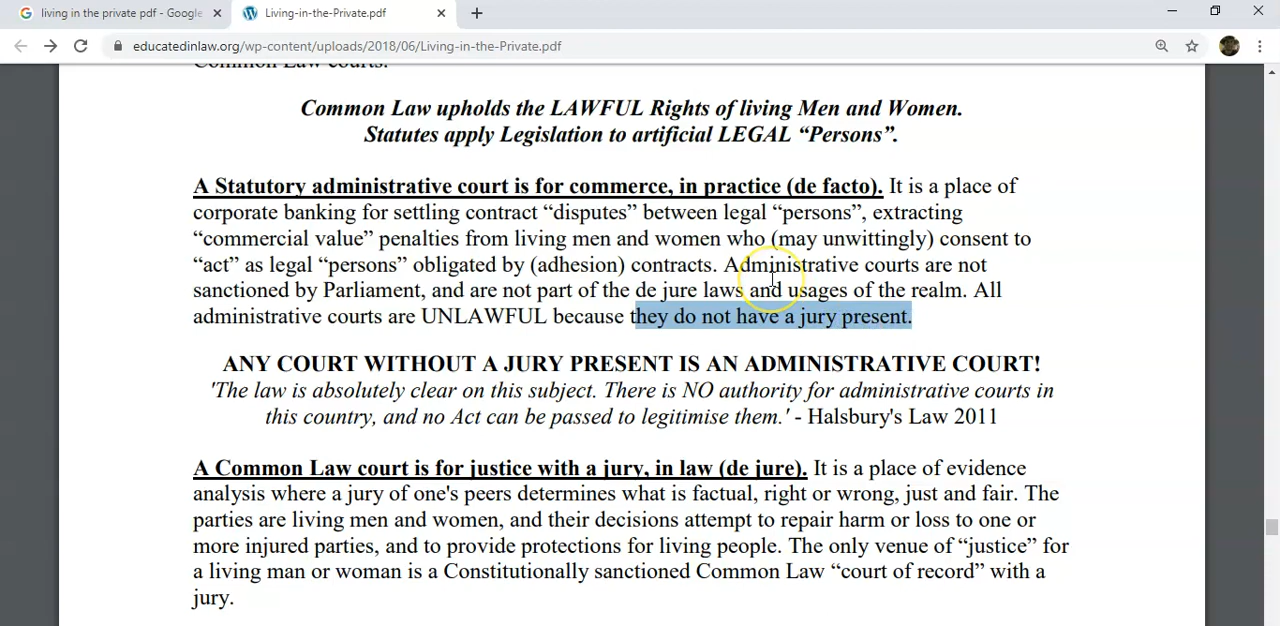 living in the private pdf - Google
Living-in-the-Private.pdf
educatedinlaw.org/wp-content/uploads/2018/06/Living-in-the-Private.pdf
Common Law courts.
Common Law upholds the LAWFUL Rights of living Men and Women.
Statutes apply Legislation to artificial LEGAL “Persons”.
A Statutory administrative court is for commerce, in practice (de facto). It is a place of
corporate banking for settling contract “disputes” between legal “persons”, extracting
“commercial value” penalties from living men and women who (may unwittingly) consent to
“act” as legal “persons” obligated by (adhesion) contracts. Administrative courts are not
sanctioned by Parliament, and are not part of the de jure laws and usages of the realm. All
administrative courts are UNLAWFUL because they do not have a jury present.
ANY COURT WITHOUT A JURY PRESENT IS AN ADMINISTRATIVE COURT!
'The law is absolutely clear on this subject. There is NO authority for administrative courts in
this country, and no Act can be passed to legitimise them.' - Halsbury's Law 2011
A Common Law court is for justice with a jury, in law (de jure). It is a place of evidence
analysis where a jury of one's peers determines what is factual, right or wrong, just and fair. The
parties are living men and women, and their decisions attempt to repair harm or loss to one or
more injured parties, and to provide protections for living people. The only venue of “justice” for
a living man or woman is a Constitutionally sanctioned Common Law “court of record” with a
jury.